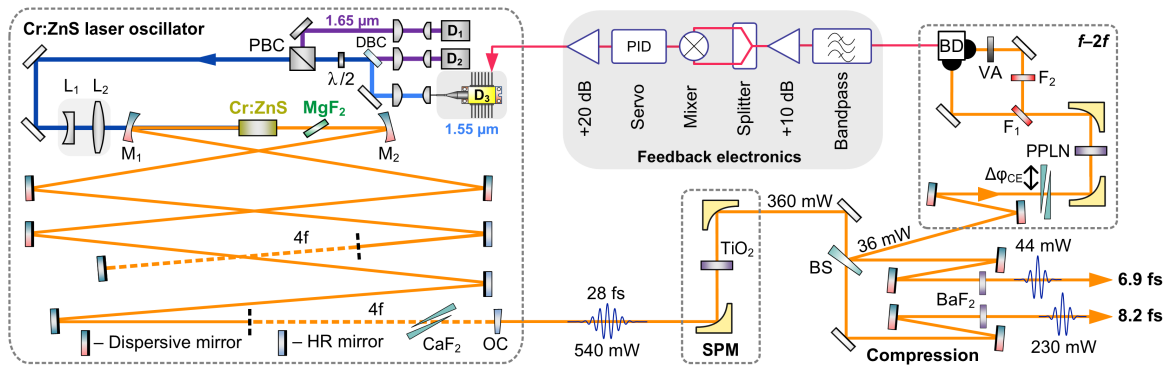 Cr:ZnS laser oscillator
1.65 µm
PBC
DBC
D1
D2
λ/2
D3
1.55 µm
L1
L2
Cr:ZnS
MgF2
M1
M2
4f
4f
CaF2
OC
– Dispersive mirror
– HR mirror
+20 dB
Servo
PID
Mixer
Splitter
+10 dB
Bandpass
Feedback electronics
BD
VA
F2
f–2f
F1
PPLN
ΔφCE
28 fs
540 mW
TiO2
SPM
360 mW
36 mW
BS
44 mW
6.9 fs
BaF2
8.2 fs
230 mW
Compression